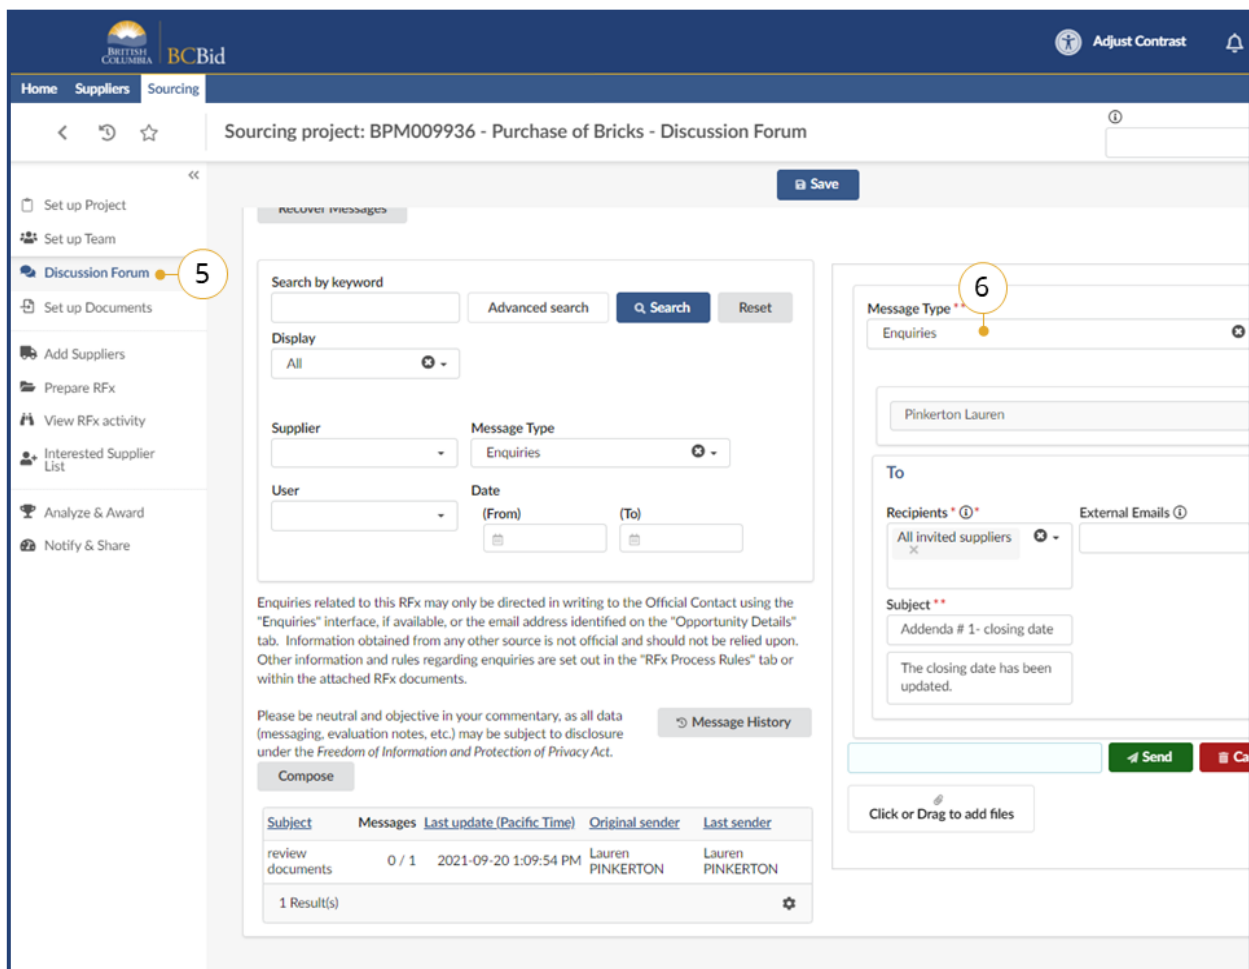 BRITISH
COLUMBIA
BCBid
Adjust Contrast
Home Suppliers Sourcing
Sourcing project: BPM009936 - Purchase of Bricks - Discussion Forum
Save
Set up Project
Set up Team
Discussion Forum
5
Set up Documents
Add Suppliers
Prepare RFx
View RFx activity
Interested Supplier
List
Analyze & Award
Notify & Share
Recover Messages
Search by keyword
Advanced search Search Reset
Display
All
Supplier Message Type
Enquiries
User Date
(From) (To)
Enquiries related to this RFx may only be directed in writing to the Official Contact using the
"Enquiries" interface, if available, or the email address identified on the "Opportunity Details"
tab. Information obtained from any other source is not official and should not be relied upon.
Other information and rules regarding enquiries are set out in the "RFx Process Rules" tab or
within the attached RFx documents.
Please be neutral and objective in your commentary, as all data
(messaging, evaluation notes, etc.) may be subject to disclosure
under the Freedom of Information and Protection of Privacy Act.
Message History
Compose
Subject Messages Last update (Pacific Time) Original sender Last sender
review
documents
0 / 1 2021-09-20 1:09:54 PM
Lauren
PINKERTON
Lauren
PINKERTON
1 Result(s)
6
Message Type **
Enquiries
Pinkerton Lauren
To
Recipients * * External Emails
All invited suppliers
Subject **
Addenda # 1- closing date
The closing date has been
updated.
Send Ca
Click or Drag to add files